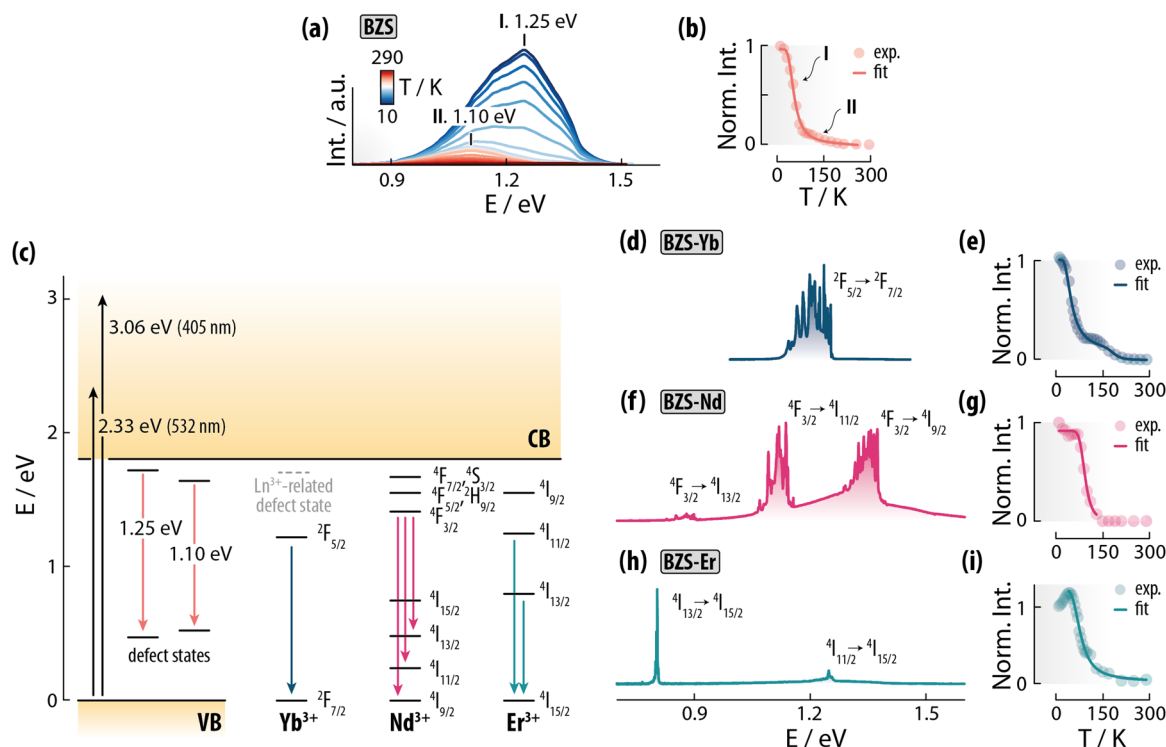 (a) BZS
I. 1.25 eV
290
T / K
10
II. 1.10 eV
Int. / a.u.
0.9 1.2 1.5
E / eV
(b)
Norm. Int.
1
0
I
II
exp.
fit
0 150 300
T / K
(c)
E / eV
3
2
1
0
3.06 eV (405 nm)
2.33 eV (532 nm)
CB
1.25 eV
1.10 eV
defect states
VB
Ln³⁺-related
defect state
²F₅/₂
²F₇/₂
Yb³⁺
⁴F₇/₂,⁴S₃/₂
⁴F₅/₂,²H₉/₂
⁴F₃/₂
⁴I₁₅/₂
⁴I₁₃/₂
⁴I₁₁/₂
⁴I₉/₂
Nd³⁺
⁴I₉/₂
⁴I₁₁/₂
⁴I₁₃/₂
⁴I₁₅/₂
Er³⁺
(d) BZS-Yb
²F₅/₂→²F₇/₂
(e)
Norm. Int.
1
0
exp.
fit
0 150 300
(f) BZS-Nd
⁴F₃/₂→⁴I₁₃/₂
⁴F₃/₂→⁴I₁₁/₂
⁴F₃/₂→⁴I₉/₂
(g)
Norm. Int.
1
0
exp.
fit
0 150 300
(h) BZS-Er
⁴I₁₃/₂→⁴I₁₅/₂
⁴I₁₁/₂→⁴I₁₅/₂
0.9 1.2 1.5
E / eV
(i)
Norm. Int.
1
0
exp.
fit
0 150 300
T / K